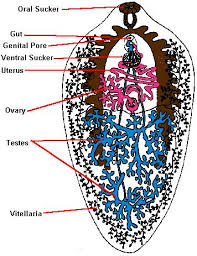 Oral Sucker
Gut
Genital Pore
Ventral Sucker
Uterus
Ovary
Testes
Vitellaria